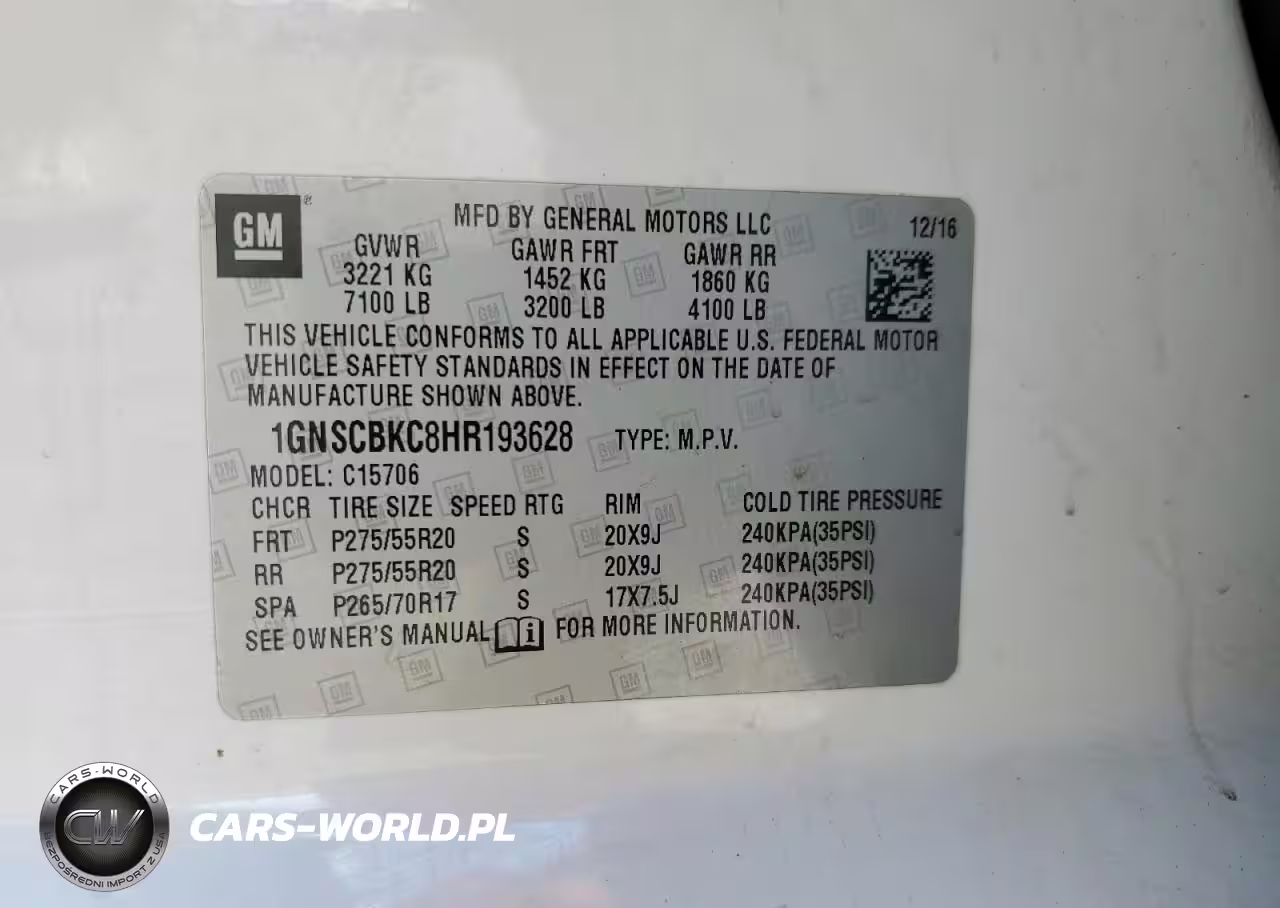 GM
®
MFD BY GENERAL MOTORS LLC 12/16
GVWR GAWR FRT GAWR RR
3221 KG 1452 KG 1860 KG
7100 LB 3200 LB 4100 LB
THIS VEHICLE CONFORMS TO ALL APPLICABLE U.S. FEDERAL MOTOR
VEHICLE SAFETY STANDARDS IN EFFECT ON THE DATE OF
MANUFACTURE SHOWN ABOVE.
1GNSCBKC8HR193628 TYPE: M.P.V.
MODEL: C15706
CHCR TIRE SIZE SPEED RTG RIM COLD TIRE PRESSURE
FRT P275/55R20 S 20X9J 240KPA(35PSI)
RR P275/55R20 S 20X9J 240KPA(35PSI)
SPA P265/70R17 S 17X7.5J 240KPA(35PSI)
SEE OWNER'S MANUAL i FOR MORE INFORMATION.
CARS-WORLD
CW
BEZPOŚREDNI IMPORT Z USA
CARS-WORLD.PL